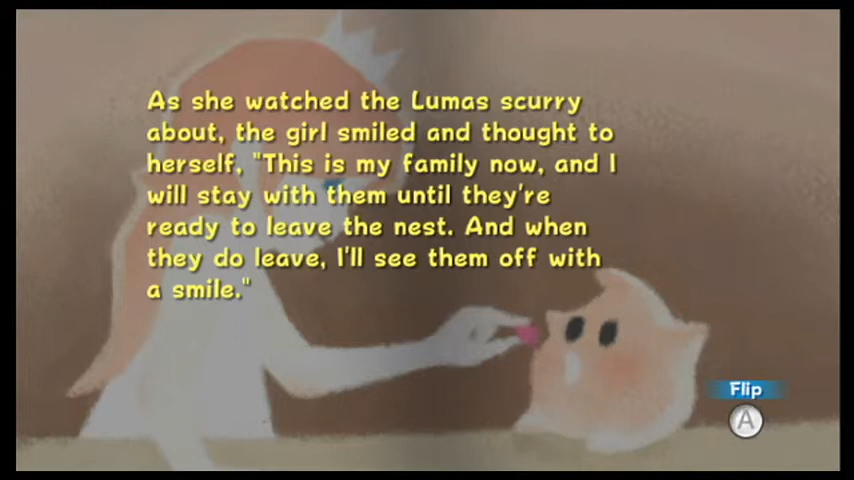 As she watched the Lumas scurry
about, the girl smiled and thought to
herself, "This is my family now, and I
will stay with them until they're
ready to leave the nest. And when
they do leave, I'll see them off with
a smile."
Flip
A